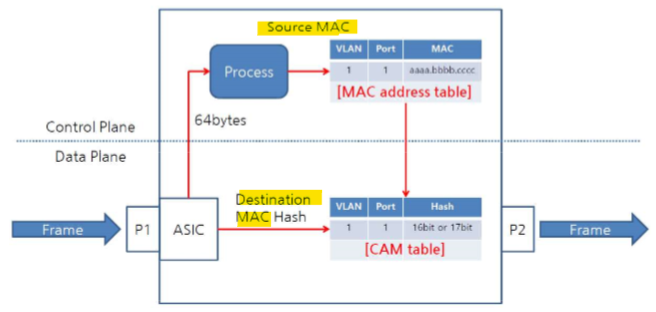 Source MAC
VLAN Port MAC
1 1 aaaa.bbbb.cccc
[MAC address table]
Process
64bytes
Control Plane
Data Plane
Destination
MAC Hash
VLAN Port Hash
1 1 16bit or 17bit
[CAM table]
Frame
P1
ASIC
P2
Frame